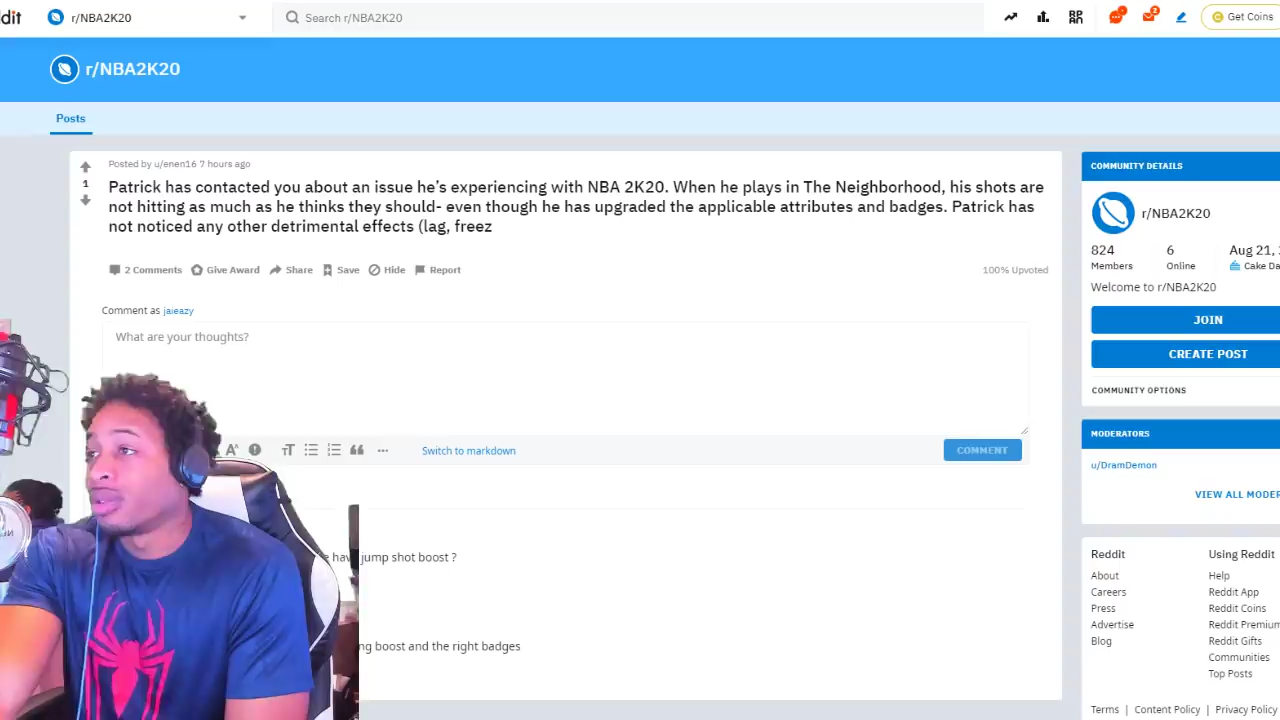 dit r/NBA2K20 Search r/NBA2K20 2 Get Coins
r/NBA2K20
Posts
Posted by u/enen16 7 hours ago
1
Patrick has contacted you about an issue he's experiencing with NBA 2K20. When he plays in The Neighborhood, his shots are
not hitting as much as he thinks they should- even though he has upgraded the applicable attributes and badges. Patrick has
not noticed any other detrimental effects (lag, freez
2 Comments Give Award Share Save Hide Report 100% Upvoted
Comment as jaieazy
What are your thoughts?
Switch to markdown COMMENT
e have jump shot boost ?
ng boost and the right badges
COMMUNITY DETAILS
r/NBA2K20
824 6 Aug 21,
Members Online Cake Da
Welcome to r/NBA2K20
JOIN
CREATE POST
COMMUNITY OPTIONS
MODERATORS
u/DramDemon
VIEW ALL MODER
Reddit Using Reddit
About Help
Careers Reddit App
Press Reddit Coins
Advertise Reddit Premium
Blog Reddit Gifts
Communities
Top Posts
Terms | Content Policy | Privacy Policy